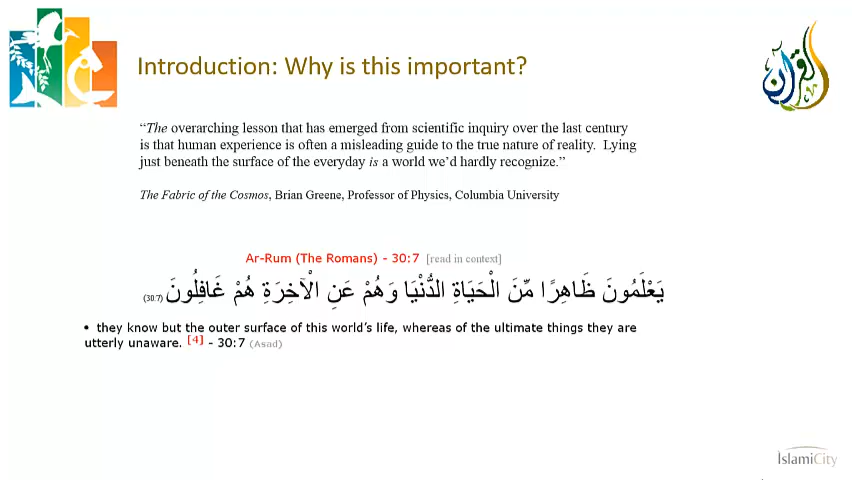 Introduction: Why is this important?
القرآن
“The overarching lesson that has emerged from scientific inquiry over the last century
is that human experience is often a misleading guide to the true nature of reality. Lying
just beneath the surface of the everyday is a world we’d hardly recognize.”
The Fabric of the Cosmos, Brian Greene, Professor of Physics, Columbia University
Ar-Rum (The Romans) - 30:7 [read in context]
يَعْلَمُونَ ظَاهِرًا مِّنَ الْحَيَاةِ الدُّنْيَا وَهُمْ عَنِ الْآخِرَةِ هُمْ غَافِلُونَ (30:7)
• they know but the outer surface of this world’s life, whereas of the ultimate things they are
utterly unaware. [4] - 30:7 (Asad)
IslamiCity